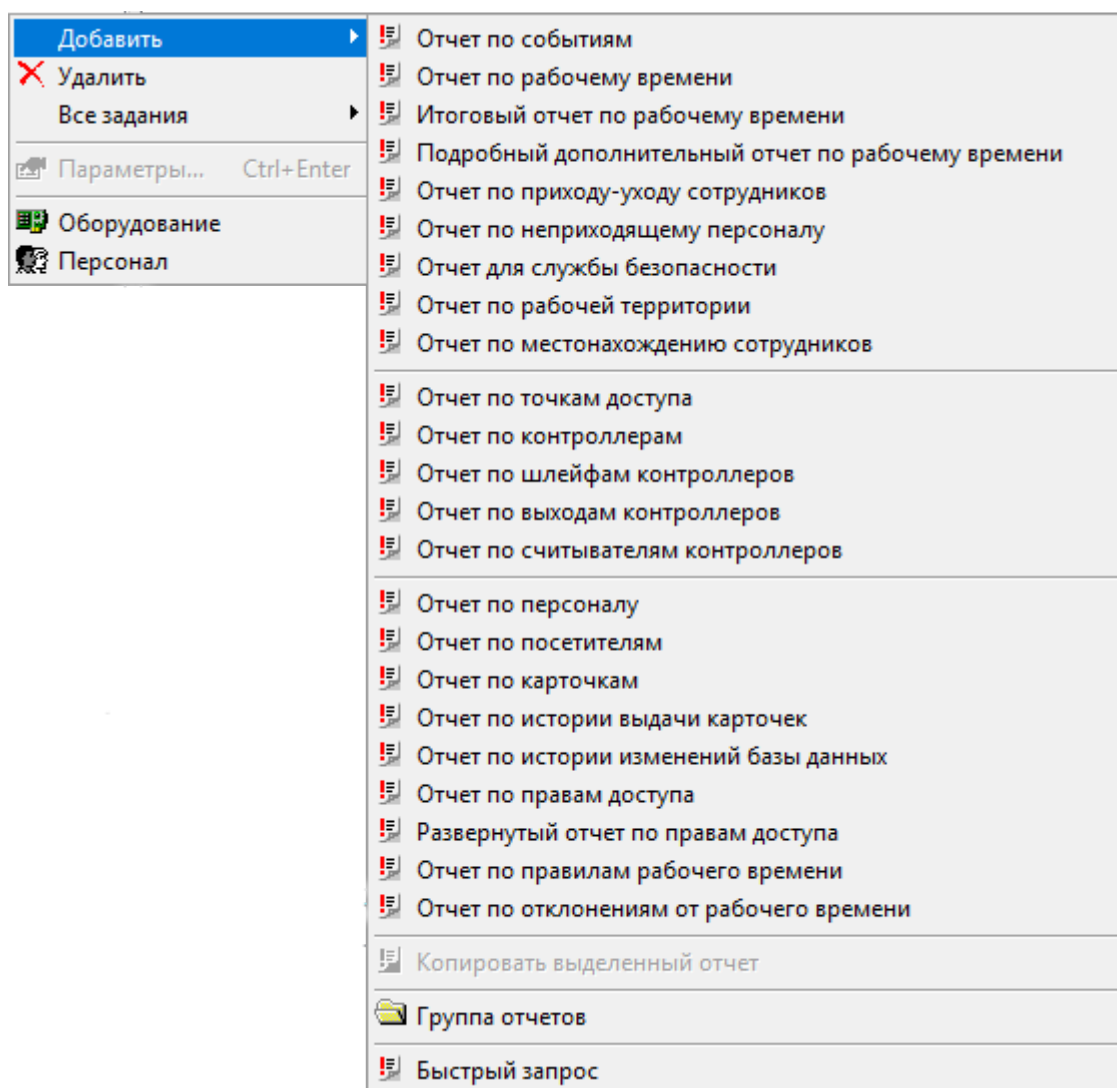 Добавить
Удалить
Все задания
Параметры... Ctrl+Enter
Оборудование
Персонал
Отчет по событиям
Отчет по рабочему времени
Итоговый отчет по рабочему времени
Подробный дополнительный отчет по рабочему времени
Отчет по приходу-уходу сотрудников
Отчет по неприходящему персоналу
Отчет для службы безопасности
Отчет по рабочей территории
Отчет по местонахождению сотрудников
Отчет по точкам доступа
Отчет по контроллерам
Отчет по шлейфам контроллеров
Отчет по выходам контроллеров
Отчет по считывателям контроллеров
Отчет по персоналу
Отчет по посетителям
Отчет по карточкам
Отчет по истории выдачи карточек
Отчет по истории изменений базы данных
Отчет по правам доступа
Развернутый отчет по правам доступа
Отчет по правилам рабочего времени
Отчет по отклонениям от рабочего времени
Копировать выделенный отчет
Группа отчетов
Быстрый запрос